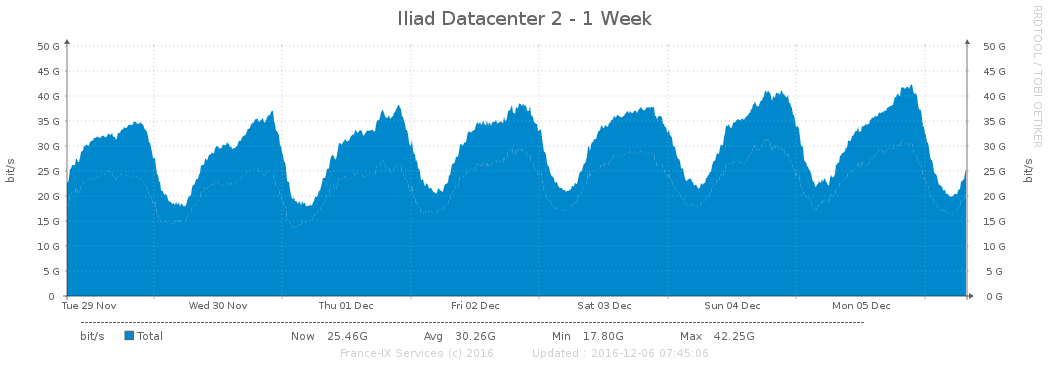 Iliad Datacenter 2 - 1 Week
RRDTOOL / TOBI OETIKER
bit/s
50 G 50 G
45 G 45 G
40 G 40 G
35 G 35 G
30 G 30 G
25 G 25 G
20 G 20 G
15 G 15 G
10 G 10 G
5 G 5 G
0 0 G
bit/s
Tue 29 Nov Wed 30 Nov Thu 01 Dec Fri 02 Dec Sat 03 Dec Sun 04 Dec Mon 05 Dec
bit/s Total Now 25.46G Avg 30.26G Min 17.80G Max 42.25G
France-IX Services (c) 2016 Updated : 2016-12-06 07:45:06